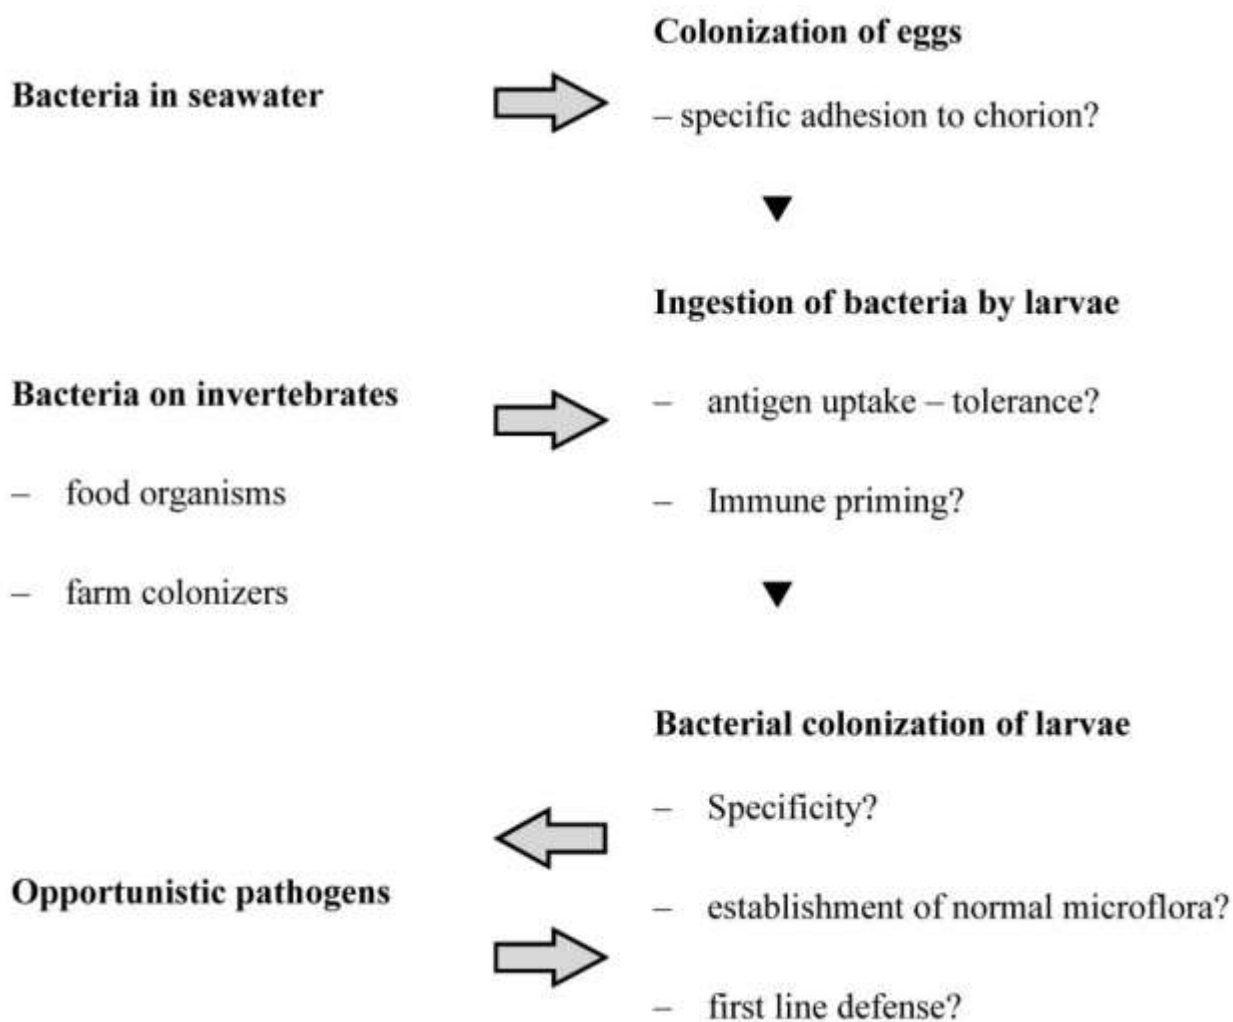 Bacteria in seawater
Colonization of eggs
– specific adhesion to chorion?
Bacteria on invertebrates
– food organisms
– farm colonizers
Ingestion of bacteria by larvae
– antigen uptake – tolerance?
– Immune priming?
Opportunistic pathogens
Bacterial colonization of larvae
– Specificity?
– establishment of normal microflora?
– first line defense?